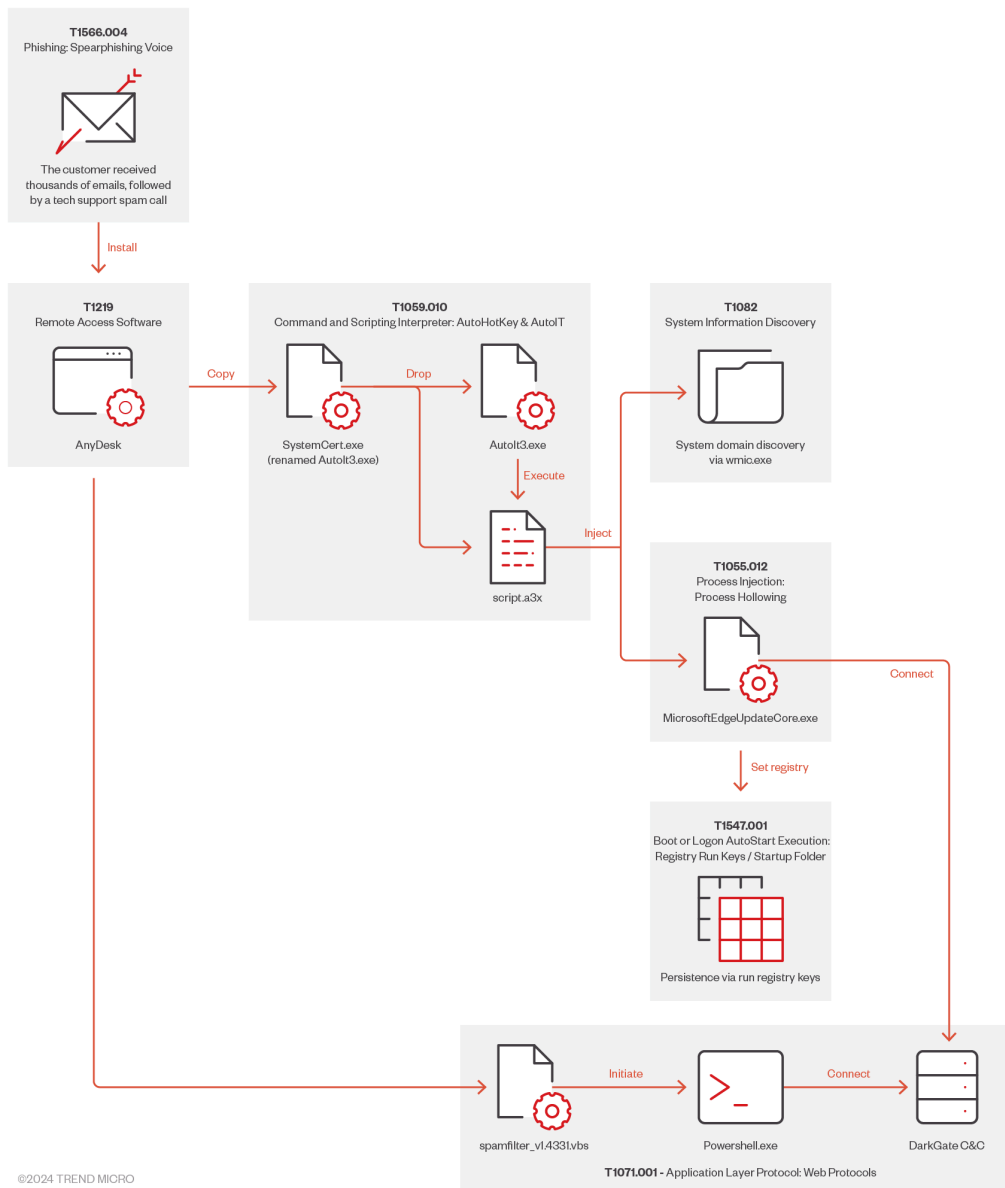 T1566.004
Phishing: Spearphishing Voice
The customer received
thousands of emails, followed
by a tech support spam call
Install
T1219
Remote Access Software
AnyDesk
Copy
T1059.010
Command and Scripting Interpreter: AutoHotKey & AutoIT
SystemCert.exe
(renamed AutoIt3.exe)
Drop
AutoIt3.exe
Execute
script.a3x
Inject
T1082
System Information Discovery
System domain discovery
via wmic.exe
T1055.012
Process Injection:
Process Hollowing
MicrosoftEdgeUpdateCore.exe
Connect
Set registry
T1547.001
Boot or Logon AutoStart Execution:
Registry Run Keys / Startup Folder
Persistence via run registry keys
spamfilter_v1.4331.vbs
Initiate
Powershell.exe
Connect
DarkGate C&C
T1071.001 - Application Layer Protocol: Web Protocols
©2024 TREND MICRO